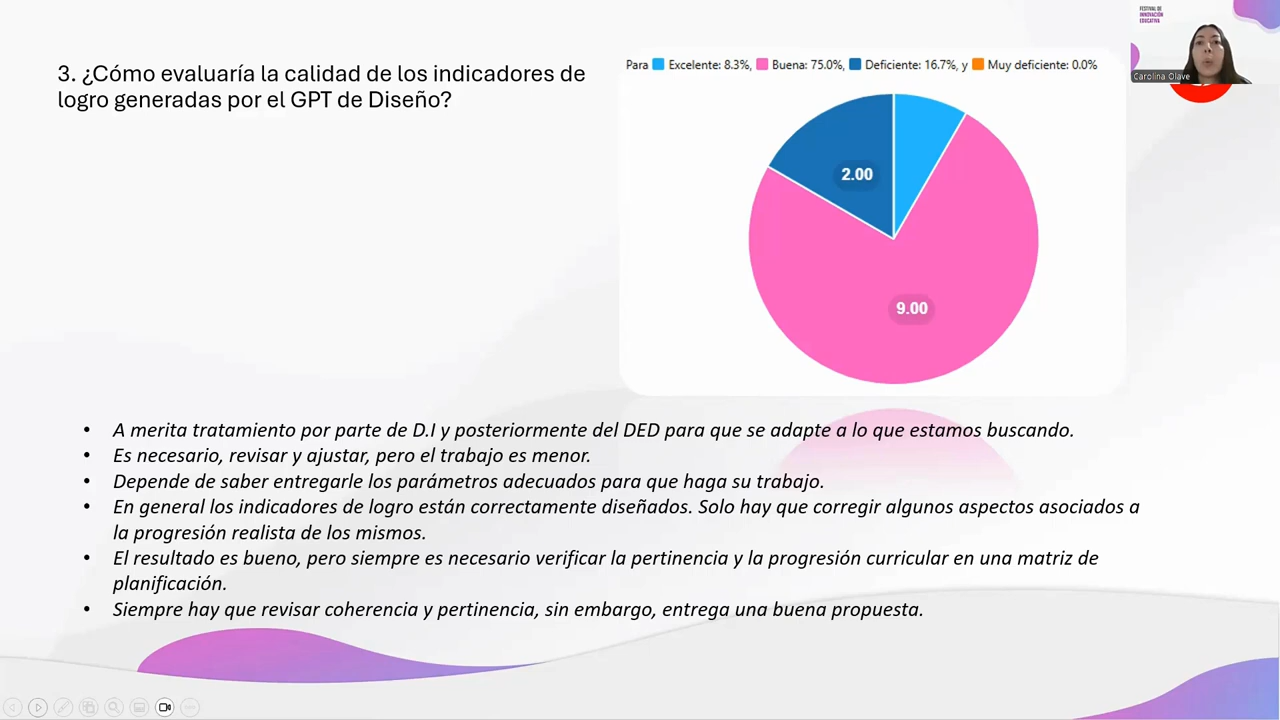 FESTIVAL DE
INNOVACIÓN
EDUCATIVA
Carolina Olave
3. ¿Cómo evaluaría la calidad de los indicadores de
logro generadas por el GPT de Diseño?
Para Excelente: 8.3%, Buena: 75.0%, Deficiente: 16.7%, y Muy deficiente: 0.0%
2.00
9.00
• A merita tratamiento por parte de D.I y posteriormente del DED para que se adapte a lo que estamos buscando.
• Es necesario, revisar y ajustar, pero el trabajo es menor.
• Depende de saber entregarle los parámetros adecuados para que haga su trabajo.
• En general los indicadores de logro están correctamente diseñados. Solo hay que corregir algunos aspectos asociados a
la progresión realista de los mismos.
• El resultado es bueno, pero siempre es necesario verificar la pertinencia y la progresión curricular en una matriz de
planificación.
• Siempre hay que revisar coherencia y pertinencia, sin embargo, entrega una buena propuesta.